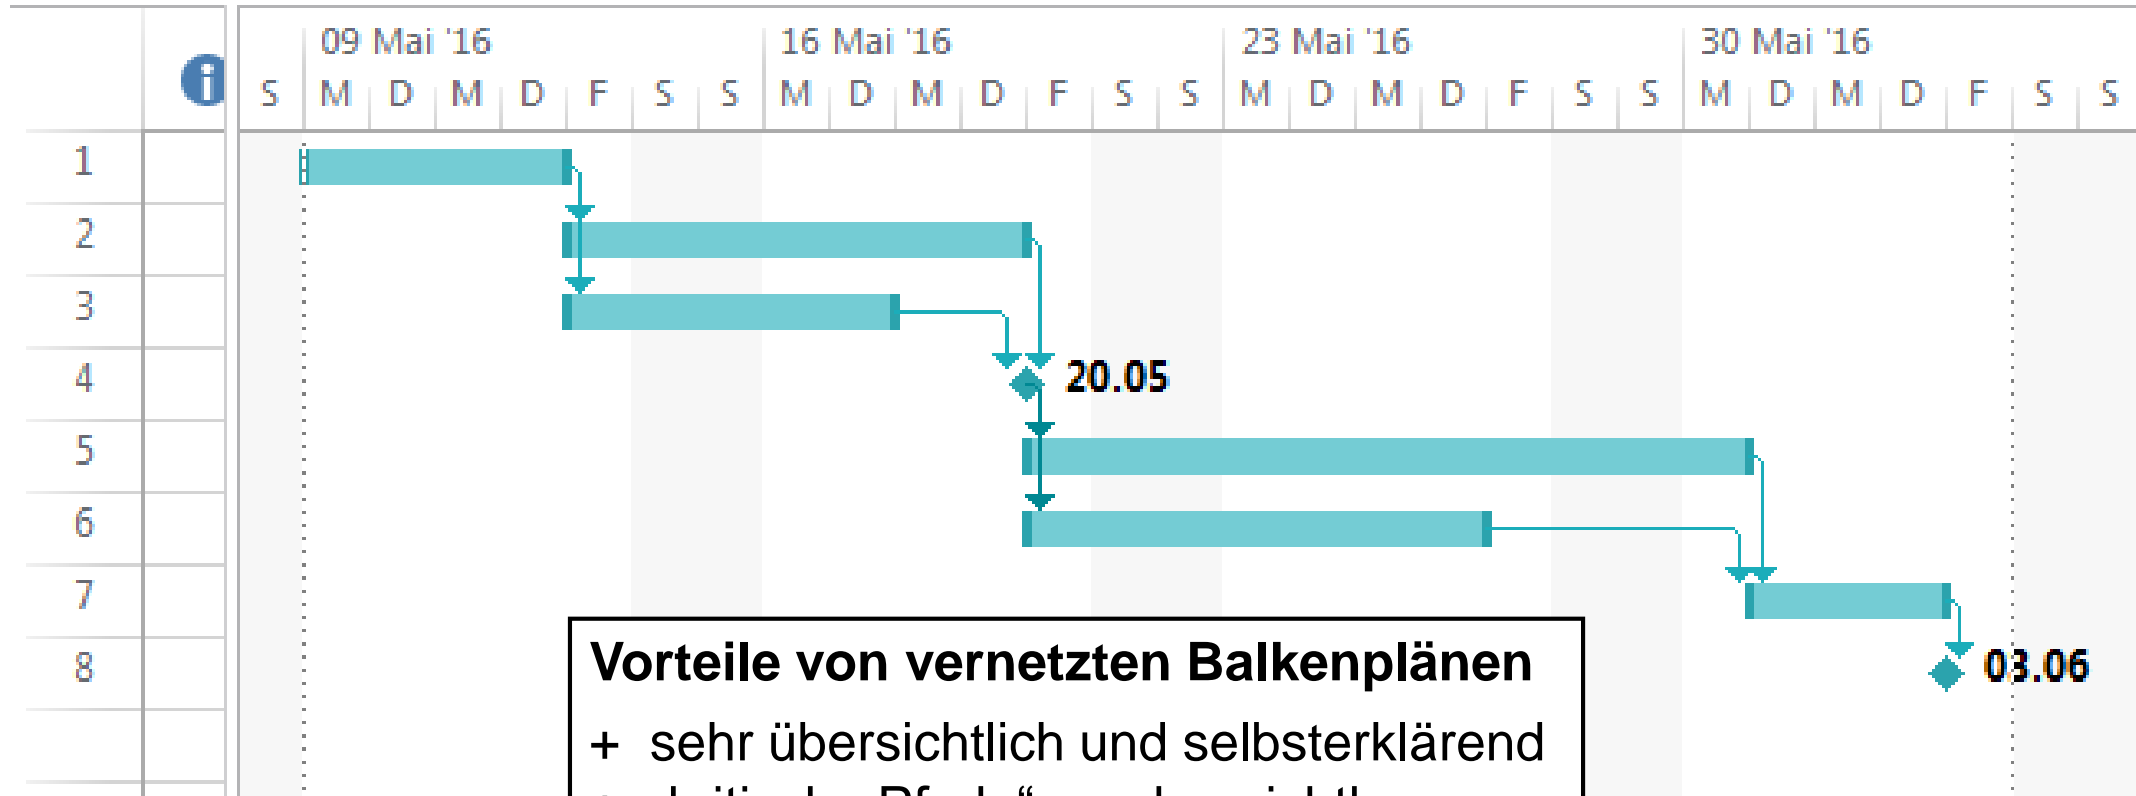 09 Mai '16 16 Mai '16 23 Mai '16 30 Mai '16
S M D M D F S S M D M D F S S M D M D F S S M D M D F S S
1
2
3
4 20.05
5
6
7
8 03.06
Vorteile von vernetzten Balkenplänen
+ sehr übersichtlich und selbsterklärend